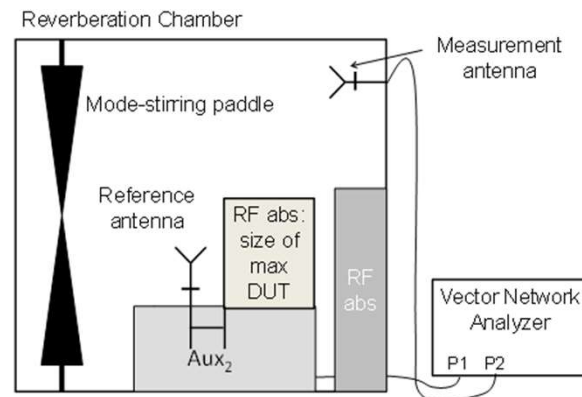 Reverberation Chamber
Measurement
antenna
Mode-stirring paddle
Reference
antenna
RF abs:
size of
max
DUT
RF
abs
Vector Network
Analyzer
P1 P2
Aux₂